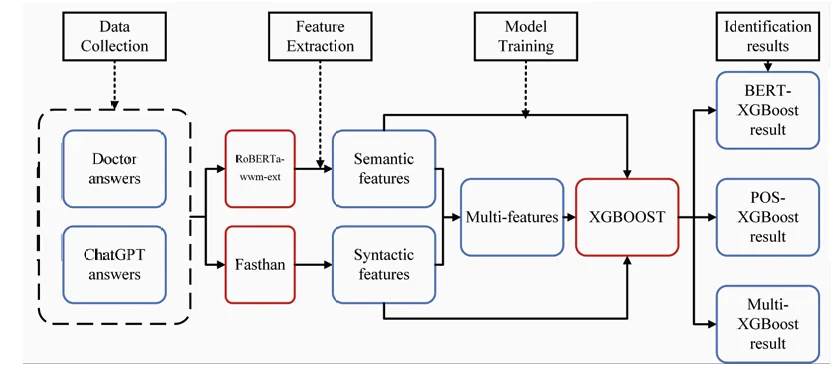 Data
Collection
Feature
Extraction
Model
Training
Identification
results
Doctor
answers
ChatGPT
answers
RoBERTa-
wwm-ext
Fasthan
Semantic
features
Syntactic
features
Multi-features
XGBOOST
BERT-
XGBoost
result
POS-
XGBoost
result
Multi-
XGBoost
result